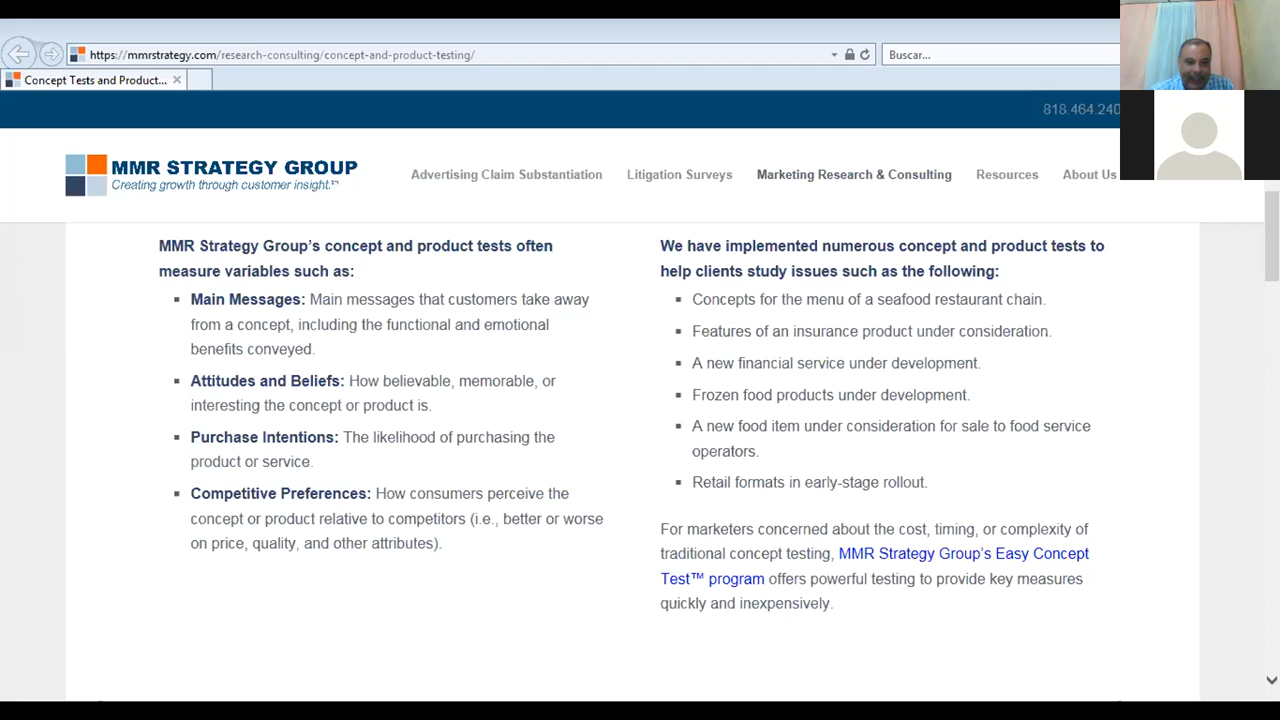 https://mmrstrategy.com/research-consulting/concept-and-product-testing/
Buscar...
Concept Tests and Product...
818.464.240
MMR STRATEGY GROUP
Creating growth through customer insight.™
Advertising Claim Substantiation
Litigation Surveys
Marketing Research & Consulting
Resources
About Us
MMR Strategy Group's concept and product tests often
measure variables such as:
▪ Main Messages: Main messages that customers take away
from a concept, including the functional and emotional
benefits conveyed.
▪ Attitudes and Beliefs: How believable, memorable, or
interesting the concept or product is.
▪ Purchase Intentions: The likelihood of purchasing the
product or service.
▪ Competitive Preferences: How consumers perceive the
concept or product relative to competitors (i.e., better or worse
on price, quality, and other attributes).
We have implemented numerous concept and product tests to
help clients study issues such as the following:
▪ Concepts for the menu of a seafood restaurant chain.
▪ Features of an insurance product under consideration.
▪ A new financial service under development.
▪ Frozen food products under development.
▪ A new food item under consideration for sale to food service
operators.
▪ Retail formats in early-stage rollout.
For marketers concerned about the cost, timing, or complexity of
traditional concept testing, MMR Strategy Group's Easy Concept
Test™ program offers powerful testing to provide key measures
quickly and inexpensively.